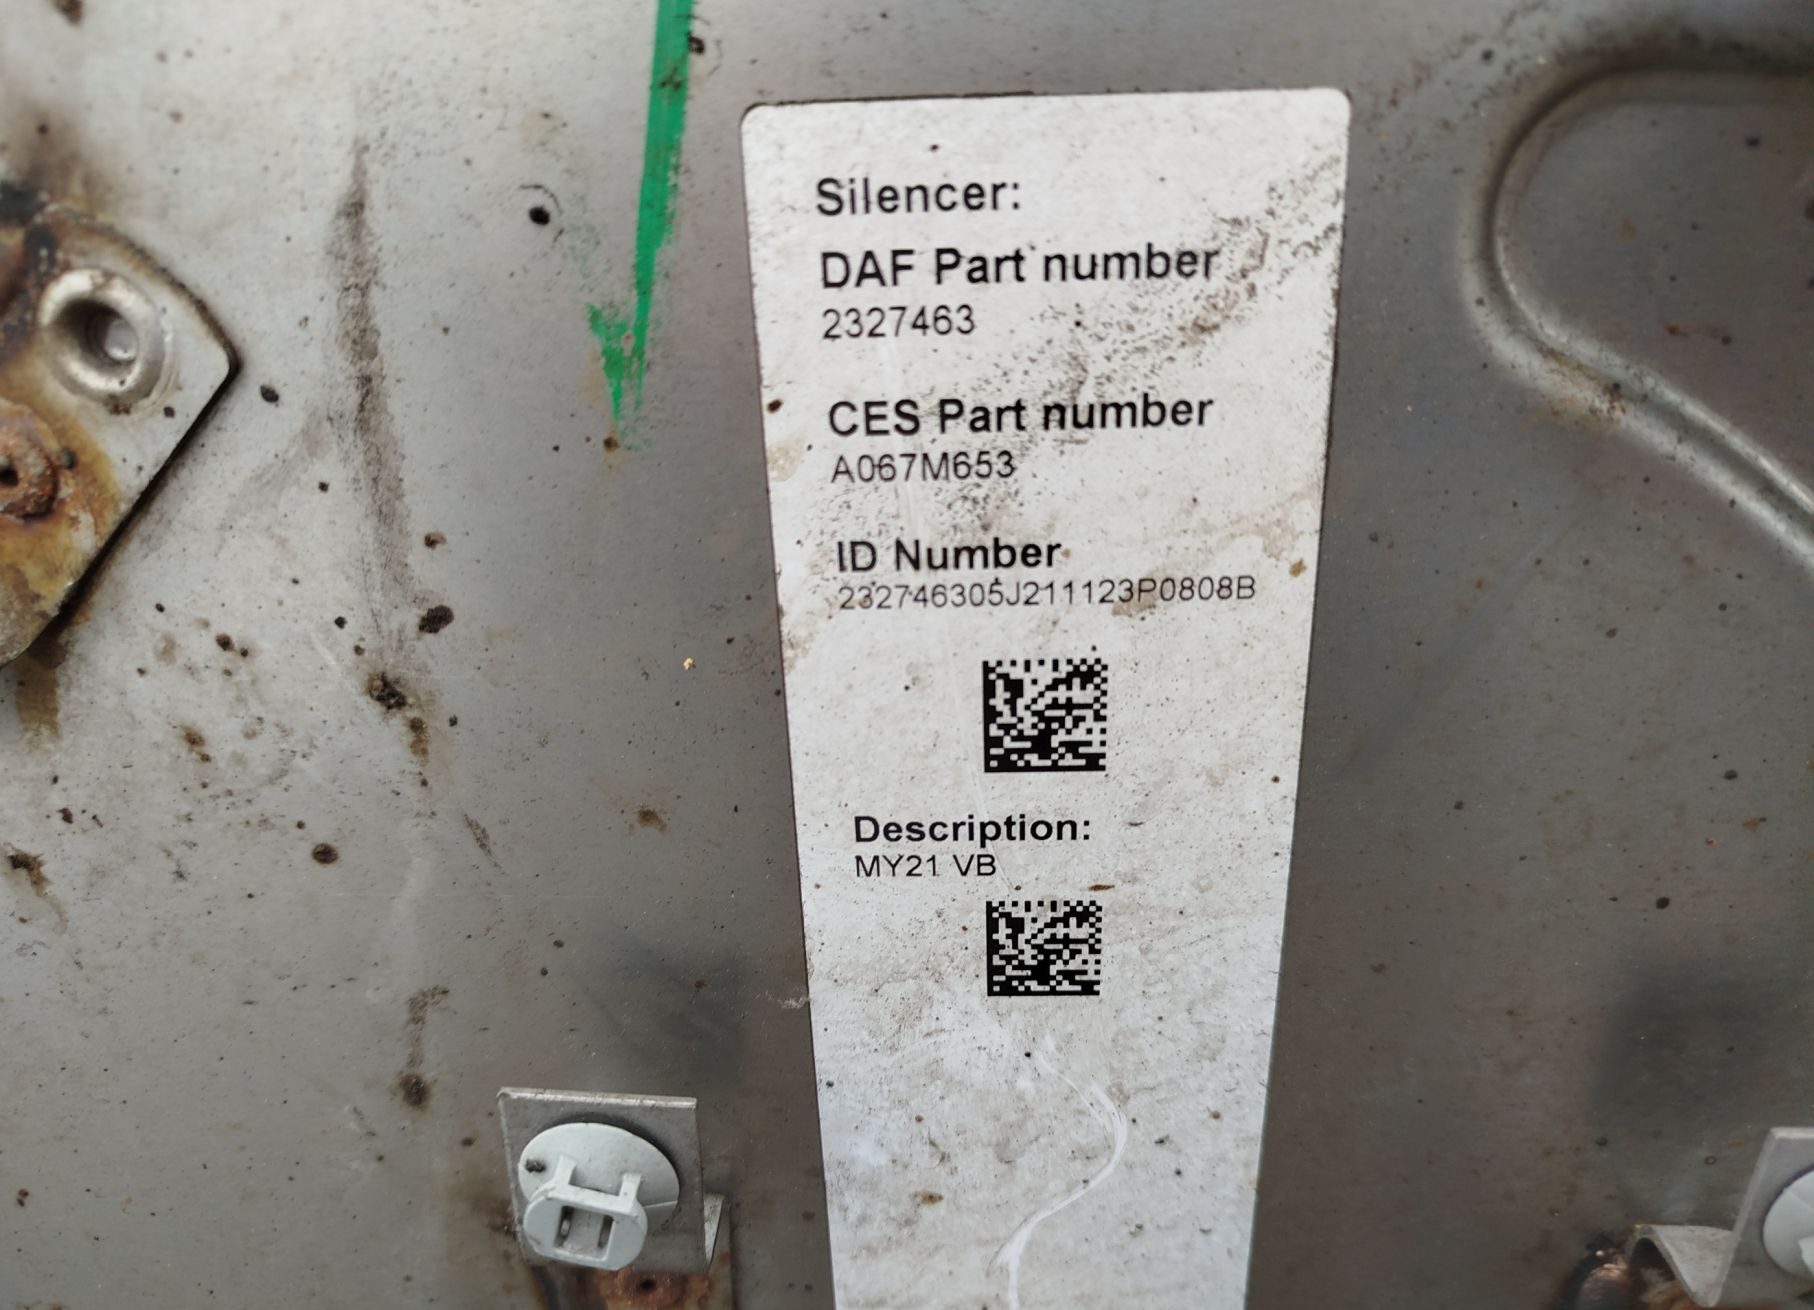 Silencer:
DAF Part number
2327463
CES Part number
A067M653
ID Number
232746305J211123P0808B
Description:
MY21 VB